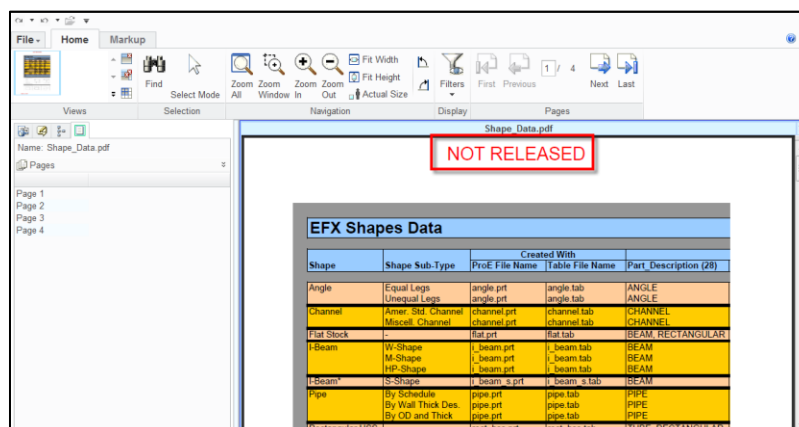 File
Home
Markup
Find
Select Mode
Zoom All
Zoom Window
Zoom In
Zoom Out
Fit Width
Fit Height
Actual Size
Filters
First
Previous
1 / 4
Next
Last
Views
Selection
Navigation
Display
Pages
Name: Shape_Data.pdf
Pages
Page 1
Page 2
Page 3
Page 4
Shape_Data.pdf
NOT RELEASED
EFX Shapes Data
Created With
Shape Shape Sub-Type ProE File Name Table File Name Part_Description (28)
Angle Equal Legs angle.prt angle.tab ANGLE
Unequal Legs angle.prt angle.tab ANGLE
Channel Amer. Std. Channel channel.prt channel.tab CHANNEL
Miscell. Channel channel.prt channel.tab CHANNEL
Flat Stock - flat.prt flat.tab BEAM, RECTANGULAR
I-Beam W-Shape i_beam.prt i_beam.tab BEAM
M-Shape i_beam.prt i_beam.tab BEAM
HP-Shape i_beam.prt i_beam.tab BEAM
I-Beam* S-Shape i_beam_s.prt i_beam_s.tab BEAM
Pipe By Schedule pipe.prt pipe.tab PIPE
By Wall Thick Des. pipe.prt pipe.tab PIPE
By OD and Thick pipe.prt pipe.tab PIPE